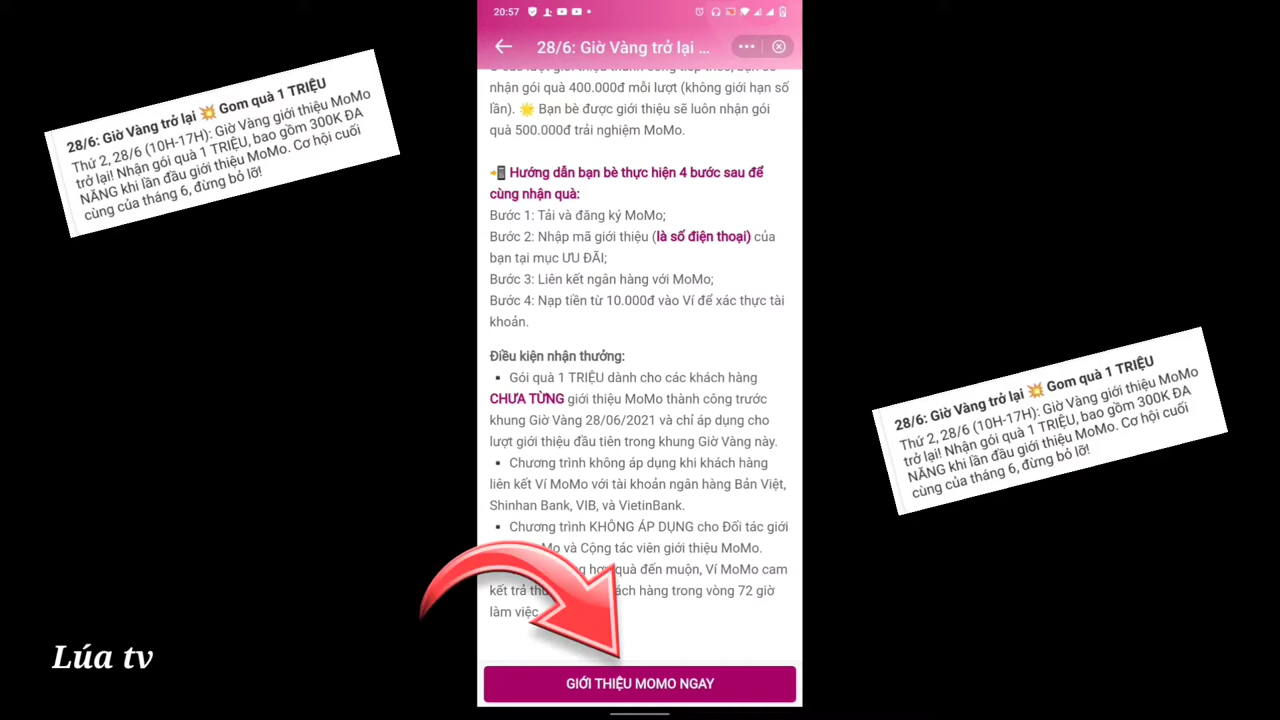 28/6: Giờ Vàng trở lại 💥 Gom quà 1 TRIỆU
Thứ 2, 28/6 (10H-17H): Giờ Vàng giới thiệu MoMo
trở lại! Nhận gói quà 1 TRIỆU, bao gồm 300K ĐA
NĂNG khi lần đầu giới thiệu MoMo. Cơ hội cuối
cùng của tháng 6, đừng bỏ lỡ!
20:57
28/6: Giờ Vàng trở lại ...
nhận gói quà 400.000đ mỗi lượt (không giới hạn số
lần). 🌟 Bạn bè được giới thiệu sẽ luôn nhận gói
quà 500.000đ trải nghiệm MoMo.
📲 Hướng dẫn bạn bè thực hiện 4 bước sau để
cùng nhận quà:
Bước 1: Tải và đăng ký MoMo;
Bước 2: Nhập mã giới thiệu (là số điện thoại) của
bạn tại mục ƯU ĐÃI;
Bước 3: Liên kết ngân hàng với MoMo;
Bước 4: Nạp tiền từ 10.000đ vào Ví để xác thực tài
khoản.
Điều kiện nhận thưởng:
▪ Gói quà 1 TRIỆU dành cho các khách hàng
CHƯA TỪNG giới thiệu MoMo thành công trước
khung Giờ Vàng 28/06/2021 và chỉ áp dụng cho
lượt giới thiệu đầu tiên trong khung Giờ Vàng này.
▪ Chương trình không áp dụng khi khách hàng
liên kết Ví MoMo với tài khoản ngân hàng Bản Việt,
Shinhan Bank, VIB, và VietinBank.
▪ Chương trình KHÔNG ÁP DỤNG cho Đối tác giới
Mo và Cộng tác viên giới thiệu MoMo.
quà đến muộn, Ví MoMo cam
kết trả hàng trong vòng 72 giờ
làm việc
GIỚI THIỆU MOMO NGAY
28/6: Giờ Vàng trở lại 💥 Gom quà 1 TRIỆU
Thứ 2, 28/6 (10H-17H): Giờ Vàng giới thiệu MoMo
trở lại! Nhận gói quà 1 TRIỆU, bao gồm 300K ĐA
NĂNG khi lần đầu giới thiệu MoMo. Cơ hội cuối
cùng của tháng 6, đừng bỏ lỡ!
Lúa tv